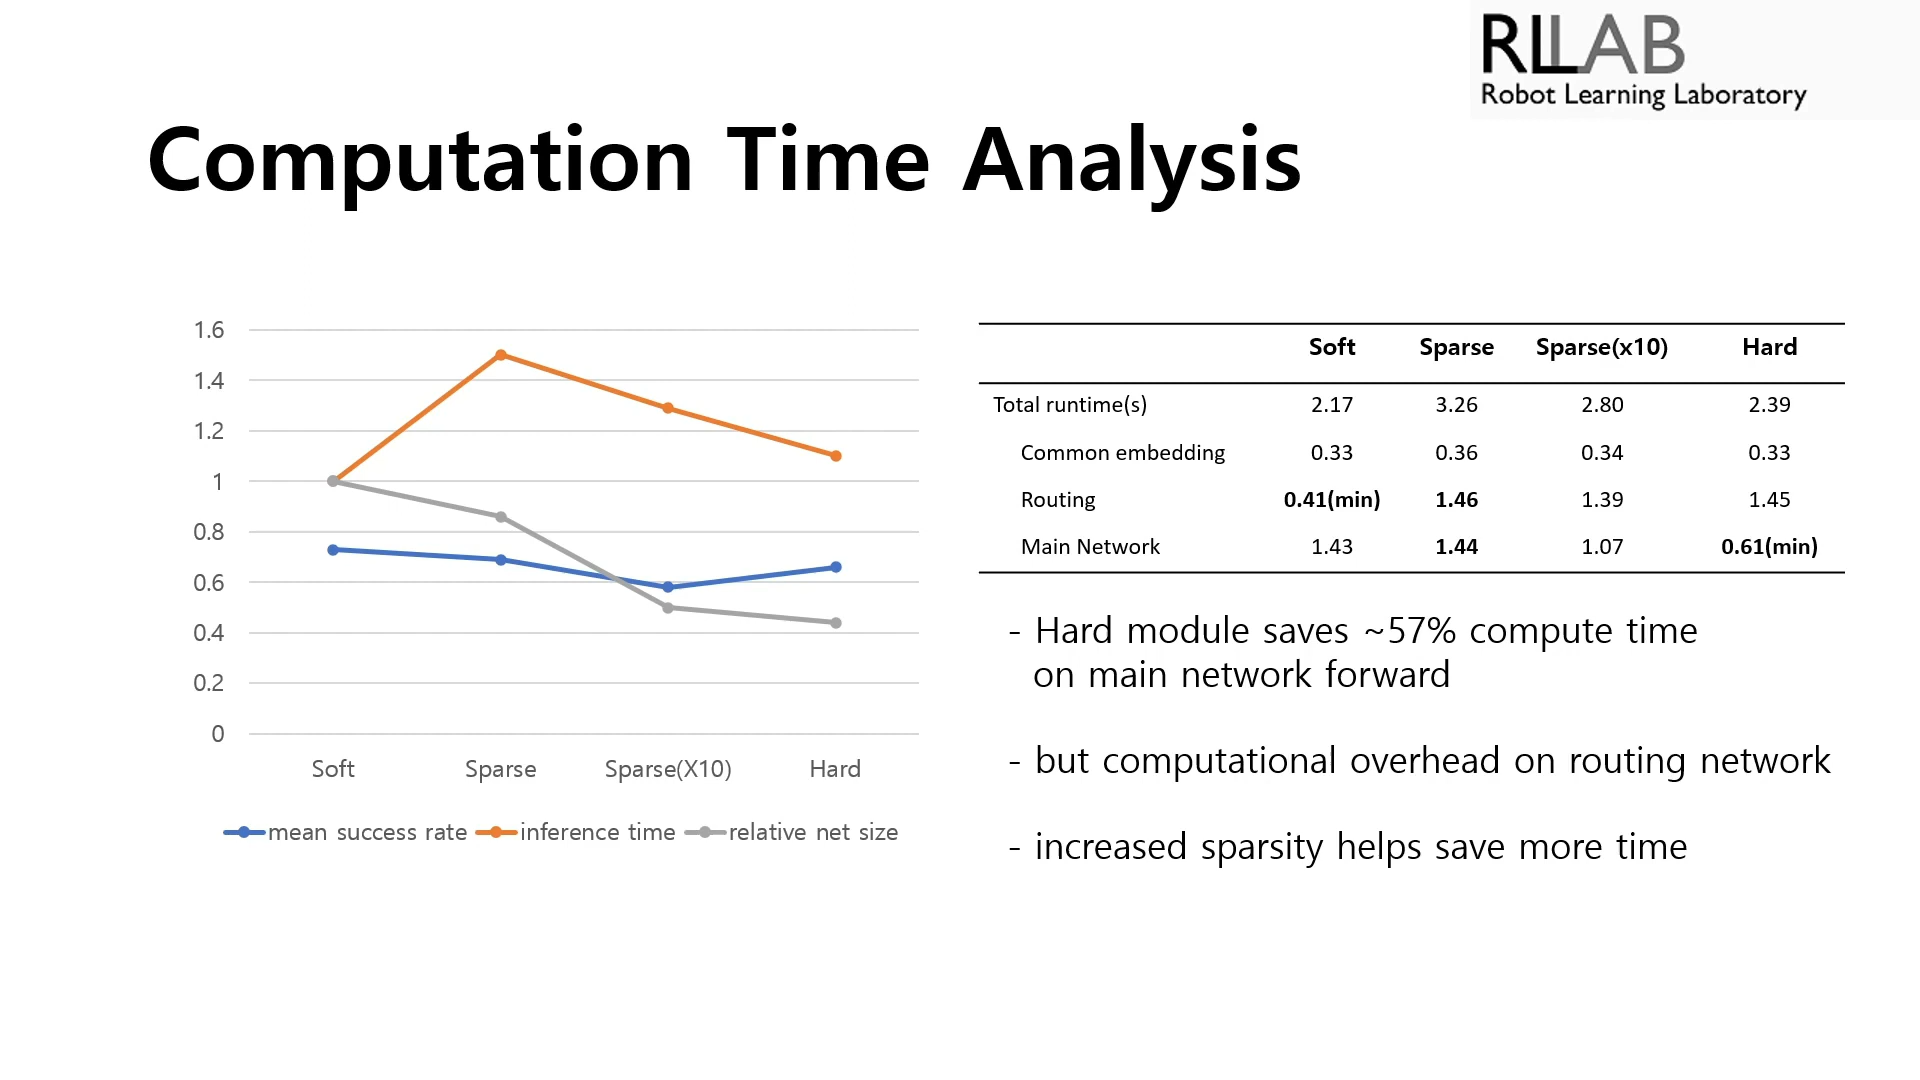 RLLAB
Robot Learning Laboratory
Computation Time Analysis
1.6
1.4
1.2
1
0.8
0.6
0.4
0.2
0
Soft Sparse Sparse(X10) Hard
mean success rate inference time relative net size
Soft Sparse Sparse(x10) Hard
Total runtime(s) 2.17 3.26 2.80 2.39
Common embedding 0.33 0.36 0.34 0.33
Routing 0.41(min) 1.46 1.39 1.45
Main Network 1.43 1.44 1.07 0.61(min)
- Hard module saves ~57% compute time
on main network forward
- but computational overhead on routing network
- increased sparsity helps save more time